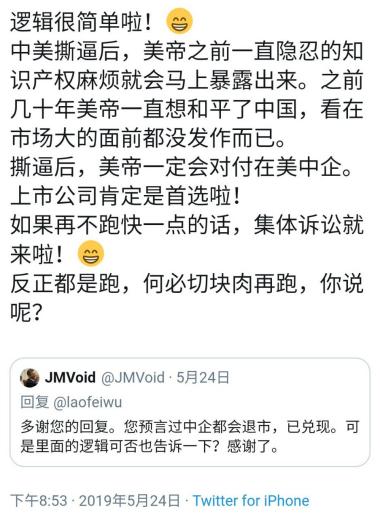 逻辑很简单啦！😁
中美撕逼后，美帝之前一直隐忍的知
识产权麻烦就会马上暴露出来。之前
几十年美帝一直想和平了中国，看在
市场大的面前都没发作而已。
撕逼后，美帝一定会对付在美中企。
上市公司肯定是首选啦！
如果再不跑快一点的话，集体诉讼就
来啦！😁
反正都是跑，何必切块肉再跑，你说
呢？
JMVoid @JMVoid · 5月24日
回复 @laofeiwu
多谢您的回复。您预言过中企都会退市，已兑现。可
是里面的逻辑可否也告诉一下？感谢了。
下午8:53 · 2019年5月24日 · Twitter for iPhone